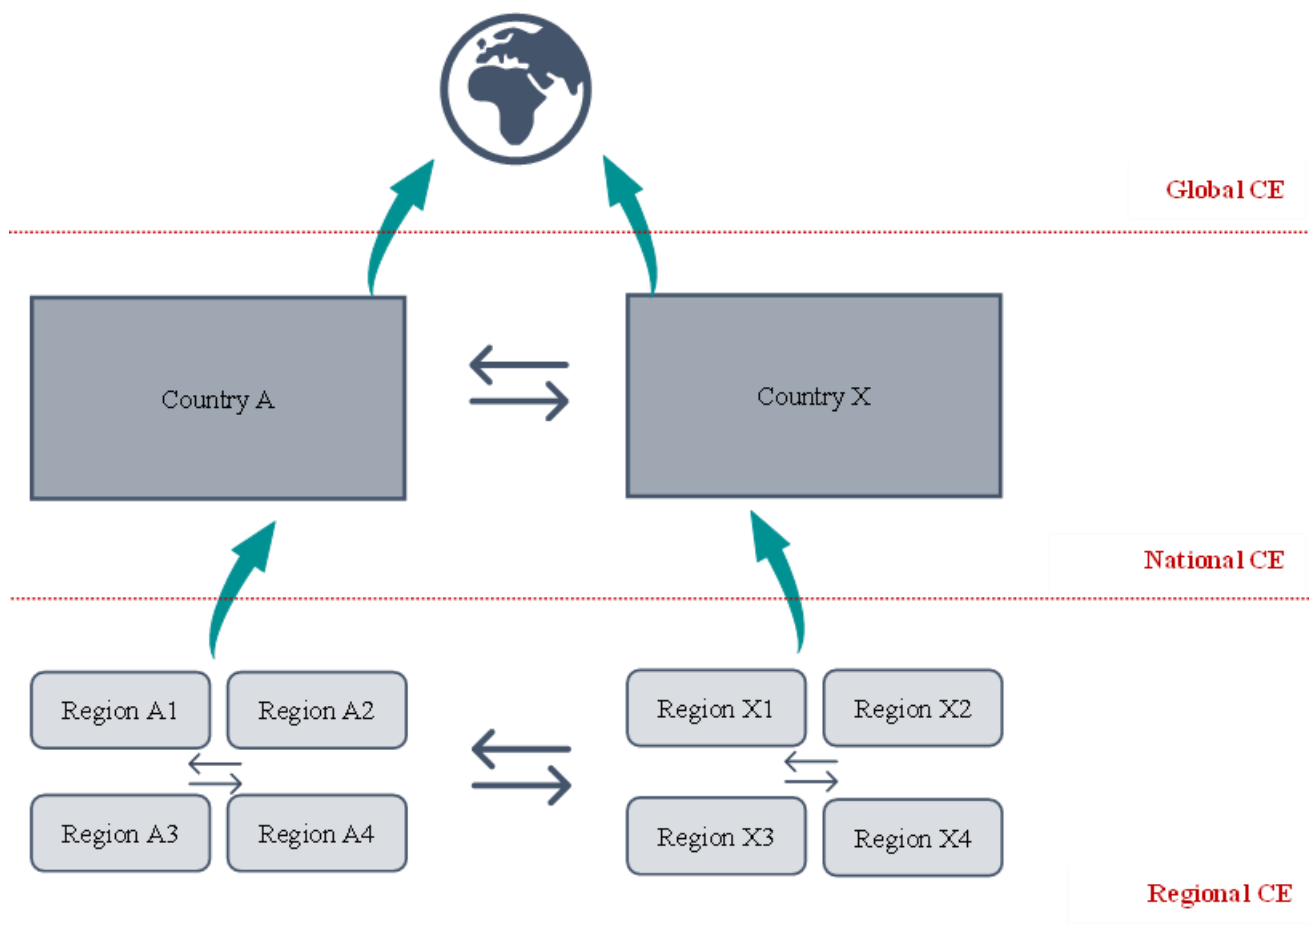 Global CE
Country A
Country X
National CE
Region A1
Region A2
Region X1
Region X2
Region A3
Region A4
Region X3
Region X4
Regional CE